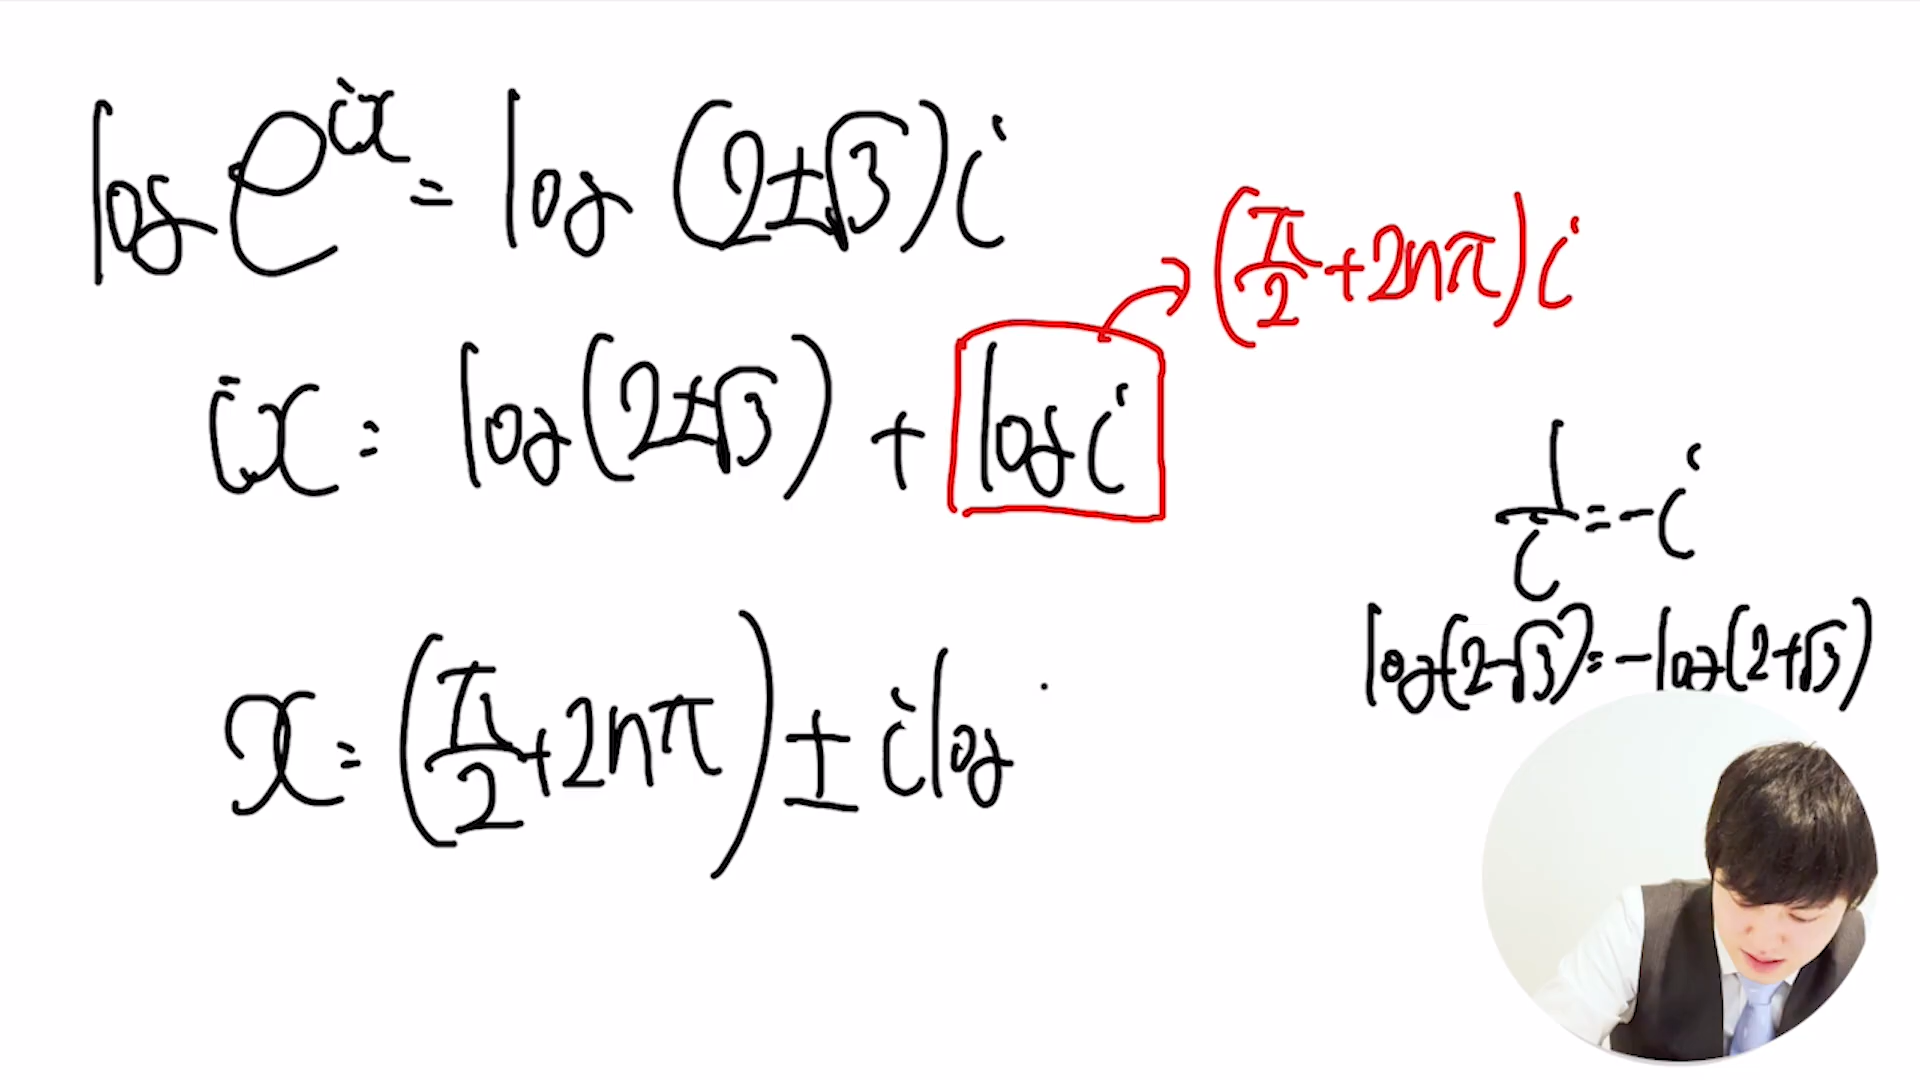 log e^{ix} = log (2±√3)i
(π/2+2nπ)i
ix = log(2±√3) + log i
1/i = -i
log(2-√3) = -log(2+√3)
x = (π/2+2nπ) ± i log